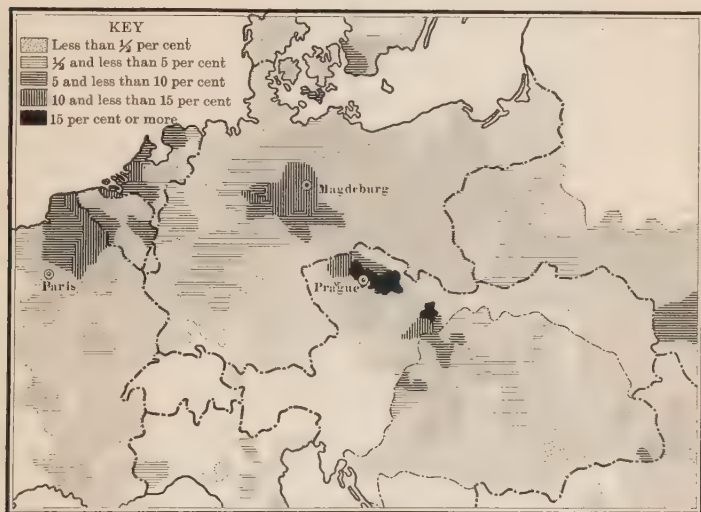 KEY
Less than ½ per cent
½ and less than 5 per cent
5 and less than 10 per cent
10 and less than 15 per cent
15 per cent or more
Magdeburg
Paris
Prague